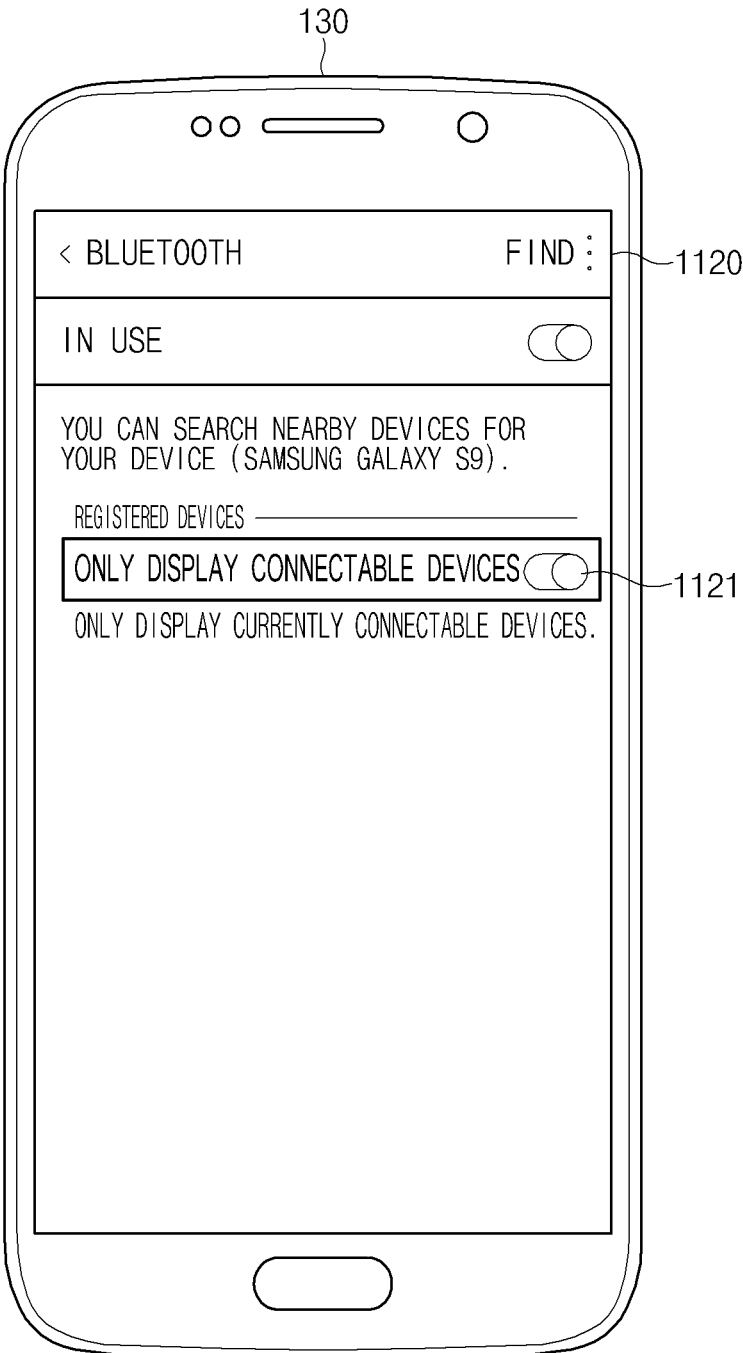 130
< BLUETOOTH FIND ⋮ 1120
IN USE
YOU CAN SEARCH NEARBY DEVICES FOR
YOUR DEVICE (SAMSUNG GALAXY S9).
REGISTERED DEVICES
ONLY DISPLAY CONNECTABLE DEVICES 1121
ONLY DISPLAY CURRENTLY CONNECTABLE DEVICES.